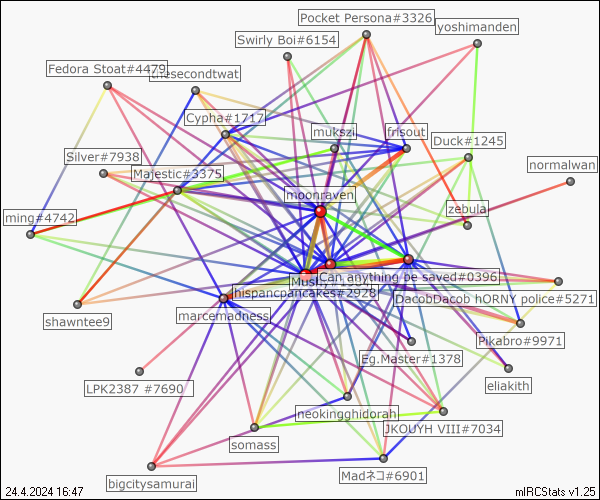 Pocket Persona#3326
yoshimanden
Swirly Boi#6154
Fedora Stoat#4479
thesecondtwat
Cypha#1717
mukszi
frisout
Duck#1245
Silver#7938
Majestic#3375
normalwan
moonraven
ming#4742
zebula
Can anything be saved#0396
hispancpancakes#2928
DacobDacob hORNY police#5271
marcemadness
shawntee9
Pikabro#9971
Eg.Master#1378
LPK2387 #7690
eliakith
neokingghidorah
JKOUYH VIII#7034
somass
Madネコ#6901
bigcitysamurai
24.4.2024 16:47
mIRCStats v1.25